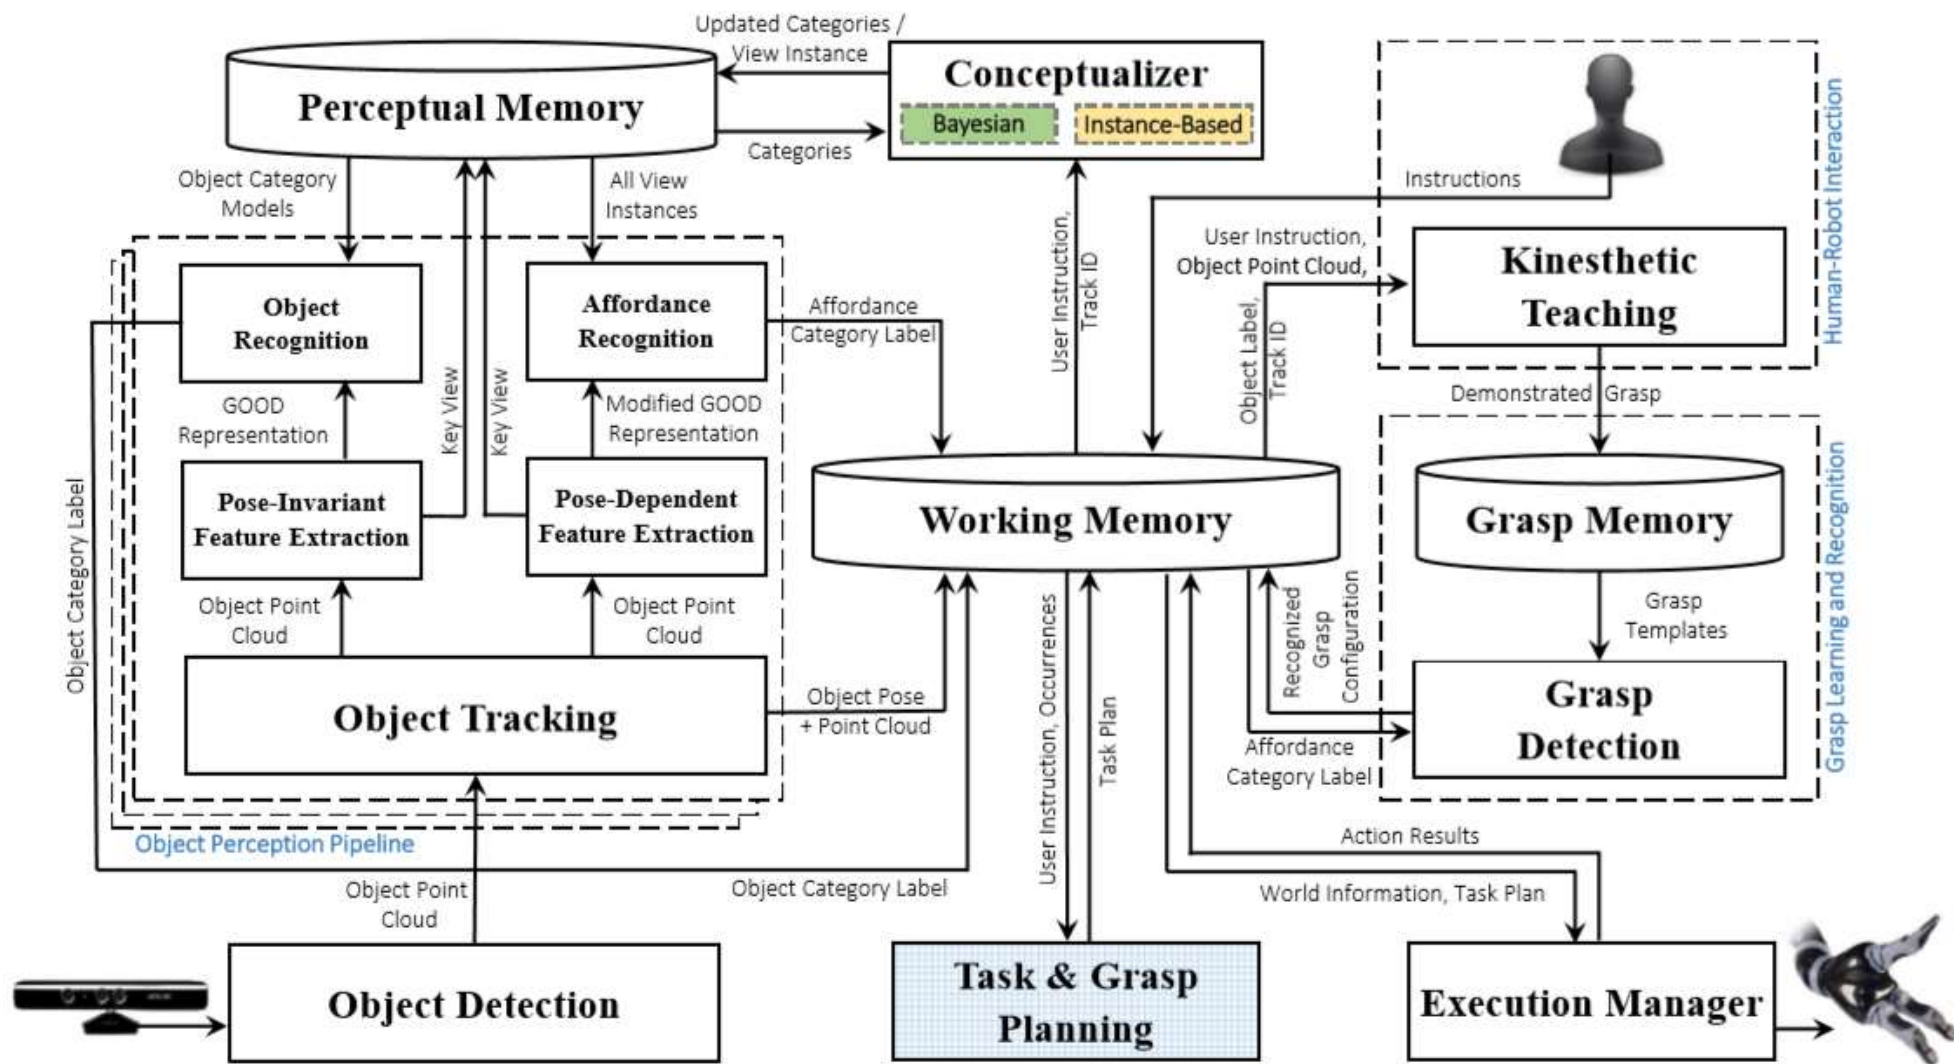 Updated Categories /
View Instance
Perceptual Memory
Conceptualizer
Bayesian
Instance-Based
Categories
Object Category
Models
All View
Instances
Instructions
Human-Robot Interaction
User Instruction,
Object Point Cloud,
Kinesthetic
Teaching
User Instruction,
Track ID
Object Label,
Track ID
Object
Recognition
Affordance
Recognition
Affordance
Category Label
Demonstrated Grasp
GOOD
Representation
Key View
Key View
Modified GOOD
Representation
Object Category Label
Pose-Invariant
Feature Extraction
Pose-Dependent
Feature Extraction
Working Memory
Grasp Memory
Grasp Learning and Recognition
Object Point
Cloud
Object Point
Cloud
Recognized
Grasp
Configuration
Grasp
Templates
Object Tracking
Object Pose
+ Point Cloud
User Instruction, Occurrences
Task Plan
Affordance
Category Label
Grasp
Detection
Object Perception Pipeline
Action Results
Object Point
Cloud
Object Category Label
World Information, Task Plan
Object Detection
Task & Grasp
Planning
Execution Manager